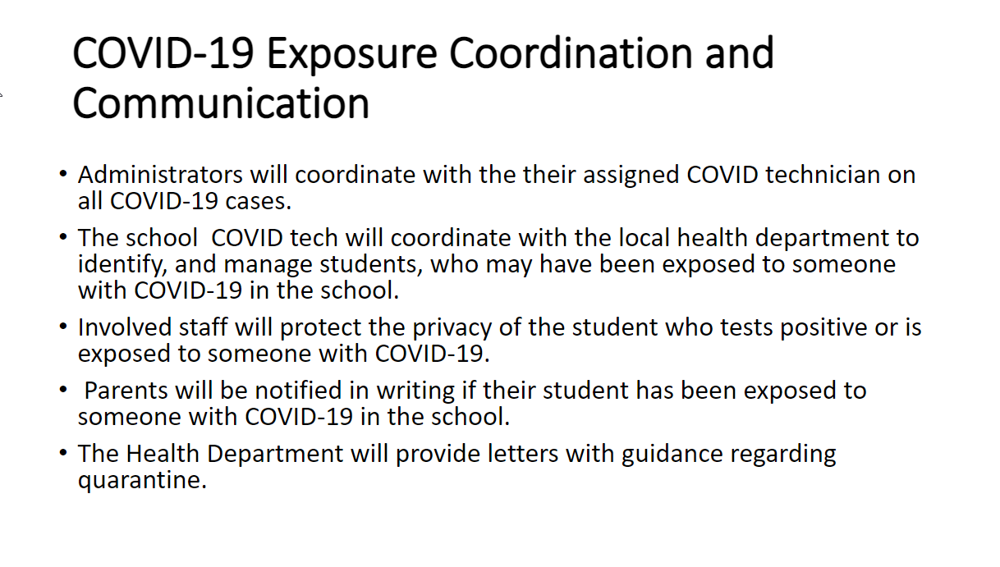 COVID-19 Exposure Coordination and
Communication
• Administrators will coordinate with the their assigned COVID technician on
all COVID-19 cases.
• The school  COVID tech will coordinate with the local health department to
identify, and manage students, who may have been exposed to someone
with COVID-19 in the school.
• Involved staff will protect the privacy of the student who tests positive or is
exposed to someone with COVID-19.
•  Parents will be notified in writing if their student has been exposed to
someone with COVID-19 in the school.
• The Health Department will provide letters with guidance regarding
quarantine.